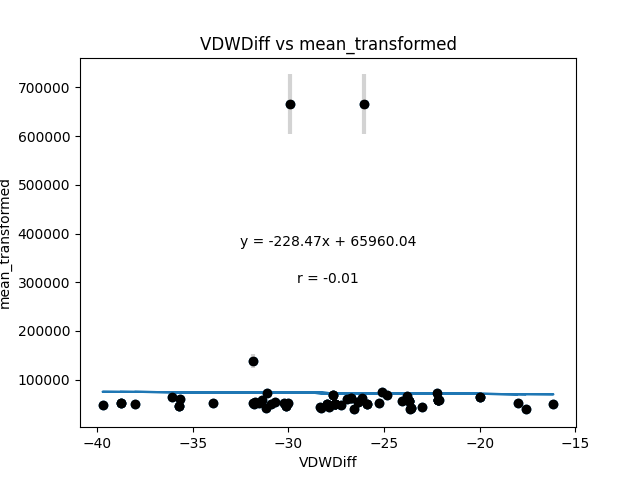 VDWDiff vs mean_transformed
700000
600000
500000
400000
300000
200000
100000
mean_transformed
y = -228.47x + 65960.04
r = -0.01
−40
−35
−30
−25
−20
−15
VDWDiff